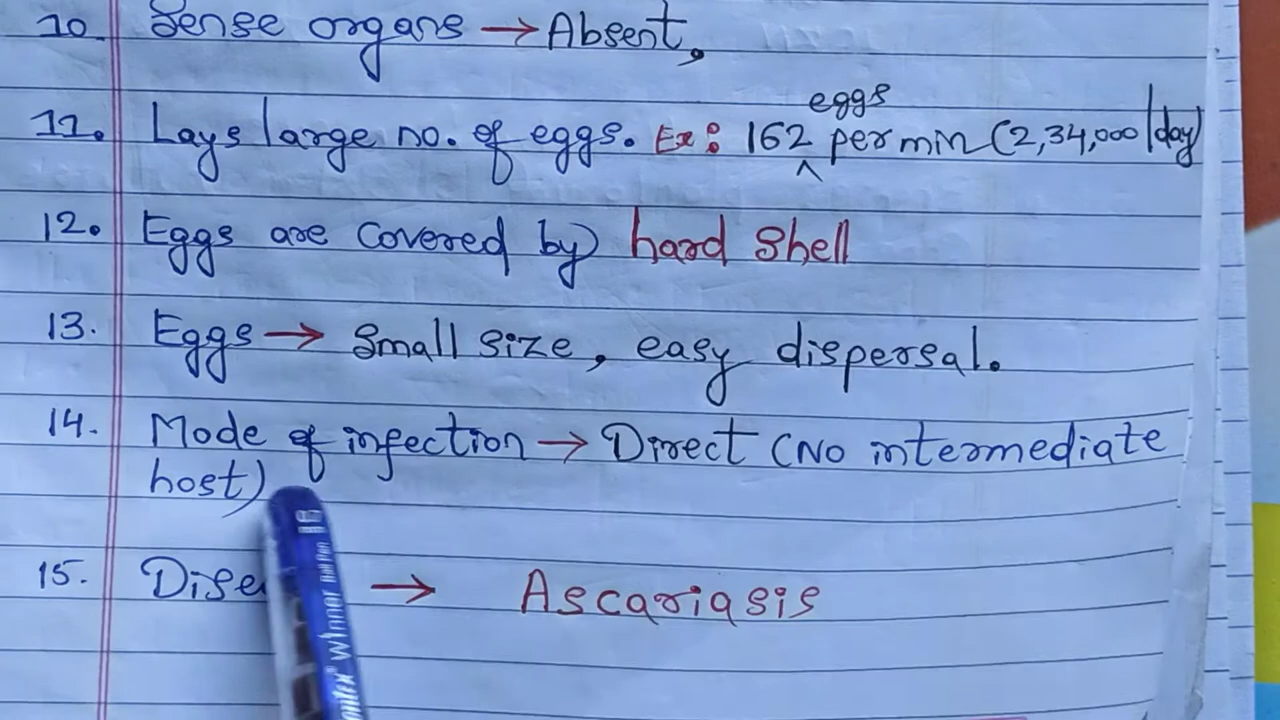 10. Sense organs → Absent,
eggs
11. Lays large no. of eggs. Ex: 162 ^ per min (2,34,000/day)
12. Eggs are covered by hard shell
13. Eggs → Small size, easy dispersal.
14. Mode of infection → Direct (No intermediate
host)
15. → Ascariasis
Winner